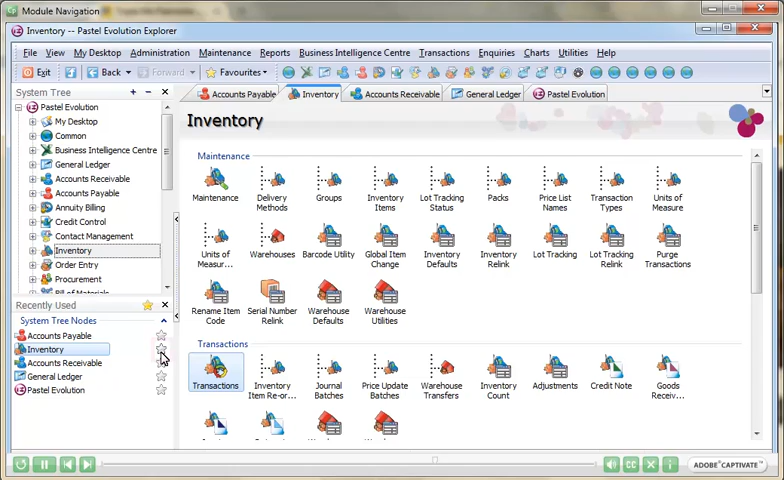 Module Navigation
Inventory -- Pastel Evolution Explorer
File View My Desktop Administration Maintenance Reports Business Intelligence Centre Transactions Enquiries Charts Utilities Help
Exit Back Forward Favourites
System Tree
Accounts Payable Inventory Accounts Receivable General Ledger Pastel Evolution
Pastel Evolution
My Desktop
Common
Business Intelligence Centre
General Ledger
Accounts Receivable
Accounts Payable
Annuity Billing
Credit Control
Contact Management
Inventory
Order Entry
Procurement
Bill of Materials
Recently Used
System Tree Nodes
Accounts Payable
Inventory
Accounts Receivable
General Ledger
Pastel Evolution
Inventory
Maintenance
Maintenance
Delivery Methods
Groups
Inventory Items
Lot Tracking Status
Packs
Price List Names
Transaction Types
Units of Measure
Units of Measur...
Warehouses
Barcode Utility
Global Item Change
Inventory Defaults
Inventory Relink
Lot Tracking
Lot Tracking Relink
Purge Transactions
Rename Item Code
Serial Number Relink
Warehouse Defaults
Warehouse Utilities
Transactions
Transactions
Inventory Item Re-or...
Journal Batches
Price Update Batches
Warehouse Transfers
Inventory Count
Adjustments
Credit Note
Goods Receiv...
CC
ADOBE® CAPTIVATE™